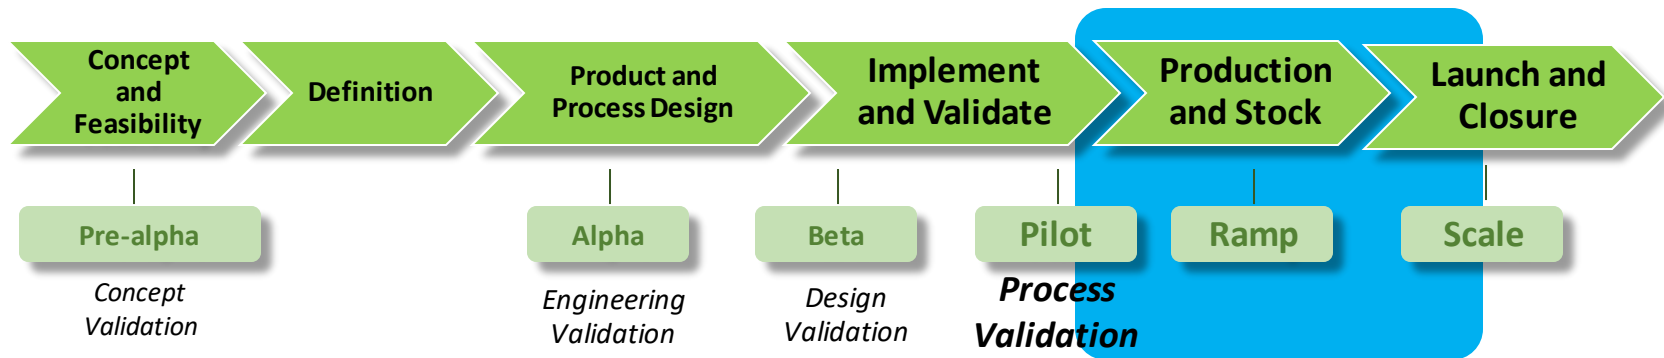 Concept
and
Feasibility
Definition
Product and
Process Design
Implement
and Validate
Production
and Stock
Launch and
Closure
Pre-alpha
Alpha
Beta
Pilot
Ramp
Scale
Concept
Validation
Engineering
Validation
Design
Validation
Process
Validation